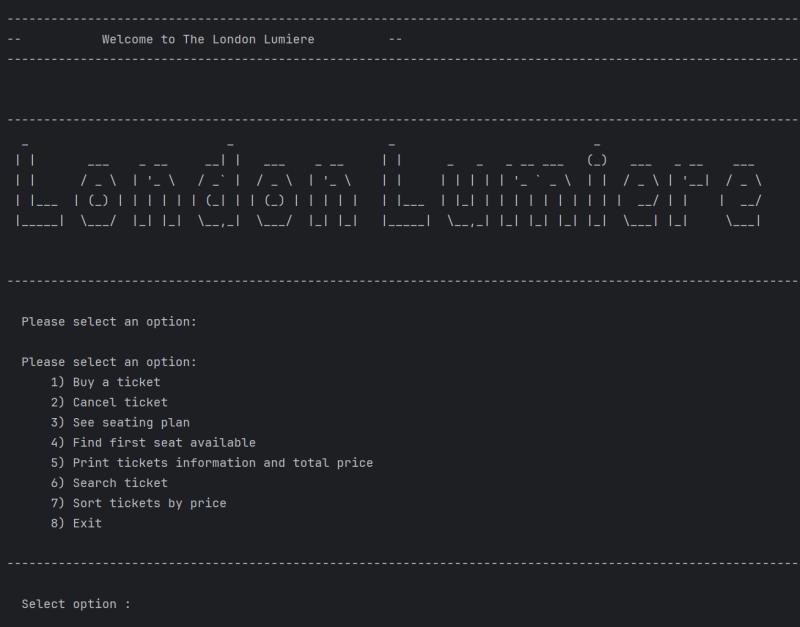 -- Welcome to The London Lumiere --
London Lumiere
Please select an option:
Please select an option:
1) Buy a ticket
2) Cancel ticket
3) See seating plan
4) Find first seat available
5) Print tickets information and total price
6) Search ticket
7) Sort tickets by price
8) Exit
Select option :